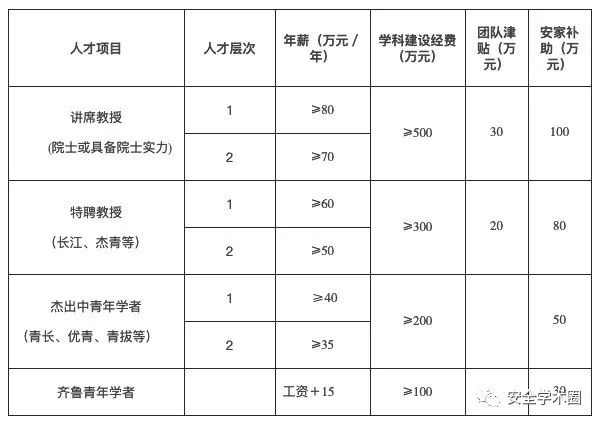 人才项目 人才层次 年薪（万元／年） 学科建设经费（万元） 团队津贴（万元） 安家补助（万元）
讲席教授
(院士或具备院士实力)
1 ≥80
2 ≥70
≥500 30 100
特聘教授
（长江、杰青等）
1 ≥60
2 ≥50
≥300 20 80
杰出中青年学者
（青长、优青、青拔等）
1 ≥40
2 ≥35
≥200 50
齐鲁青年学者 工资＋15 ≥100 30
安全学术圈